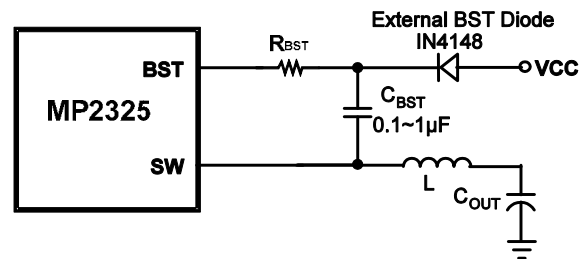 External BST Diode
IN4148
RBST
BST
VCC
MP2325
CBST
0.1~1µF
SW
L
COUT